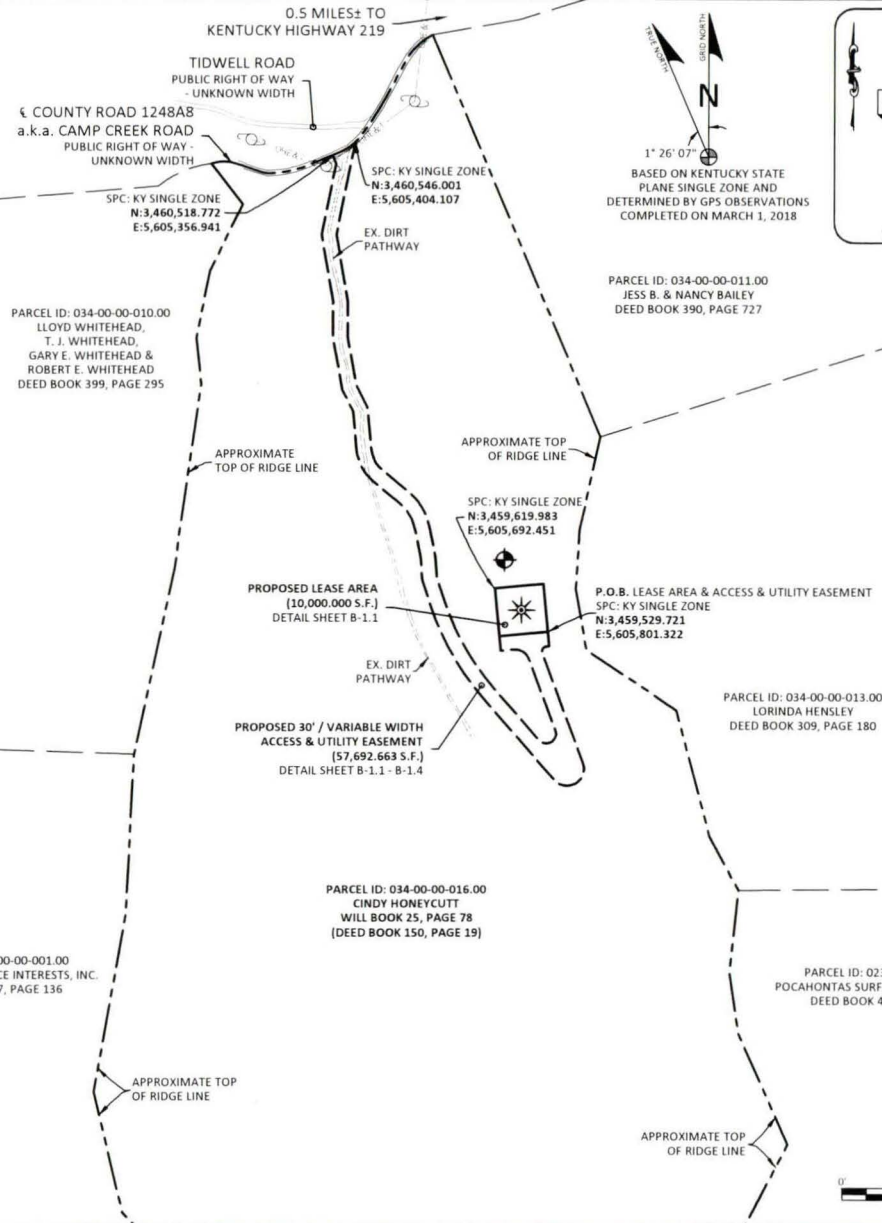 0.5 MILES± TO
KENTUCKY HIGHWAY 219
TIDWELL ROAD
PUBLIC RIGHT OF WAY
- UNKNOWN WIDTH
℄ COUNTY ROAD 1248A8
a.k.a. CAMP CREEK ROAD
PUBLIC RIGHT OF WAY -
UNKNOWN WIDTH
SPC: KY SINGLE ZONE
N:3,460,518.772
E:5,605,356.941
SPC: KY SINGLE ZONE
N:3,460,546.001
E:5,605,404.107
EX. DIRT
PATHWAY
TRUE NORTH
GRID NORTH
N
1° 26' 07"
BASED ON KENTUCKY STATE
PLANE SINGLE ZONE AND
DETERMINED BY GPS OBSERVATIONS
COMPLETED ON MARCH 1, 2018
PARCEL ID: 034-00-00-011.00
JESS B. & NANCY BAILEY
DEED BOOK 390, PAGE 727
PARCEL ID: 034-00-00-010.00
LLOYD WHITEHEAD,
T. J. WHITEHEAD,
GARY E. WHITEHEAD &
ROBERT E. WHITEHEAD
DEED BOOK 399, PAGE 295
APPROXIMATE
TOP OF RIDGE LINE
APPROXIMATE TOP
OF RIDGE LINE
SPC: KY SINGLE ZONE
N:3,459,619.983
E:5,605,692.451
PROPOSED LEASE AREA
(10,000.000 S.F.)
DETAIL SHEET B-1.1
P.O.B. LEASE AREA & ACCESS & UTILITY EASEMENT
SPC: KY SINGLE ZONE
N:3,459,529.721
E:5,605,801.322
EX. DIRT
PATHWAY
PROPOSED 30' / VARIABLE WIDTH
ACCESS & UTILITY EASEMENT
(57,692.663 S.F.)
DETAIL SHEET B-1.1 - B-1.4
PARCEL ID: 034-00-00-013.00
LORINDA HENSLEY
DEED BOOK 309, PAGE 180
PARCEL ID: 034-00-00-016.00
CINDY HONEYCUTT
WILL BOOK 25, PAGE 78
(DEED BOOK 150, PAGE 19)
00-00-001.00
CE INTERESTS, INC.
7, PAGE 136
PARCEL ID: 023
POCAHONTAS SURF
DEED BOOK 4
APPROXIMATE TOP
OF RIDGE LINE
APPROXIMATE TOP
OF RIDGE LINE
0'